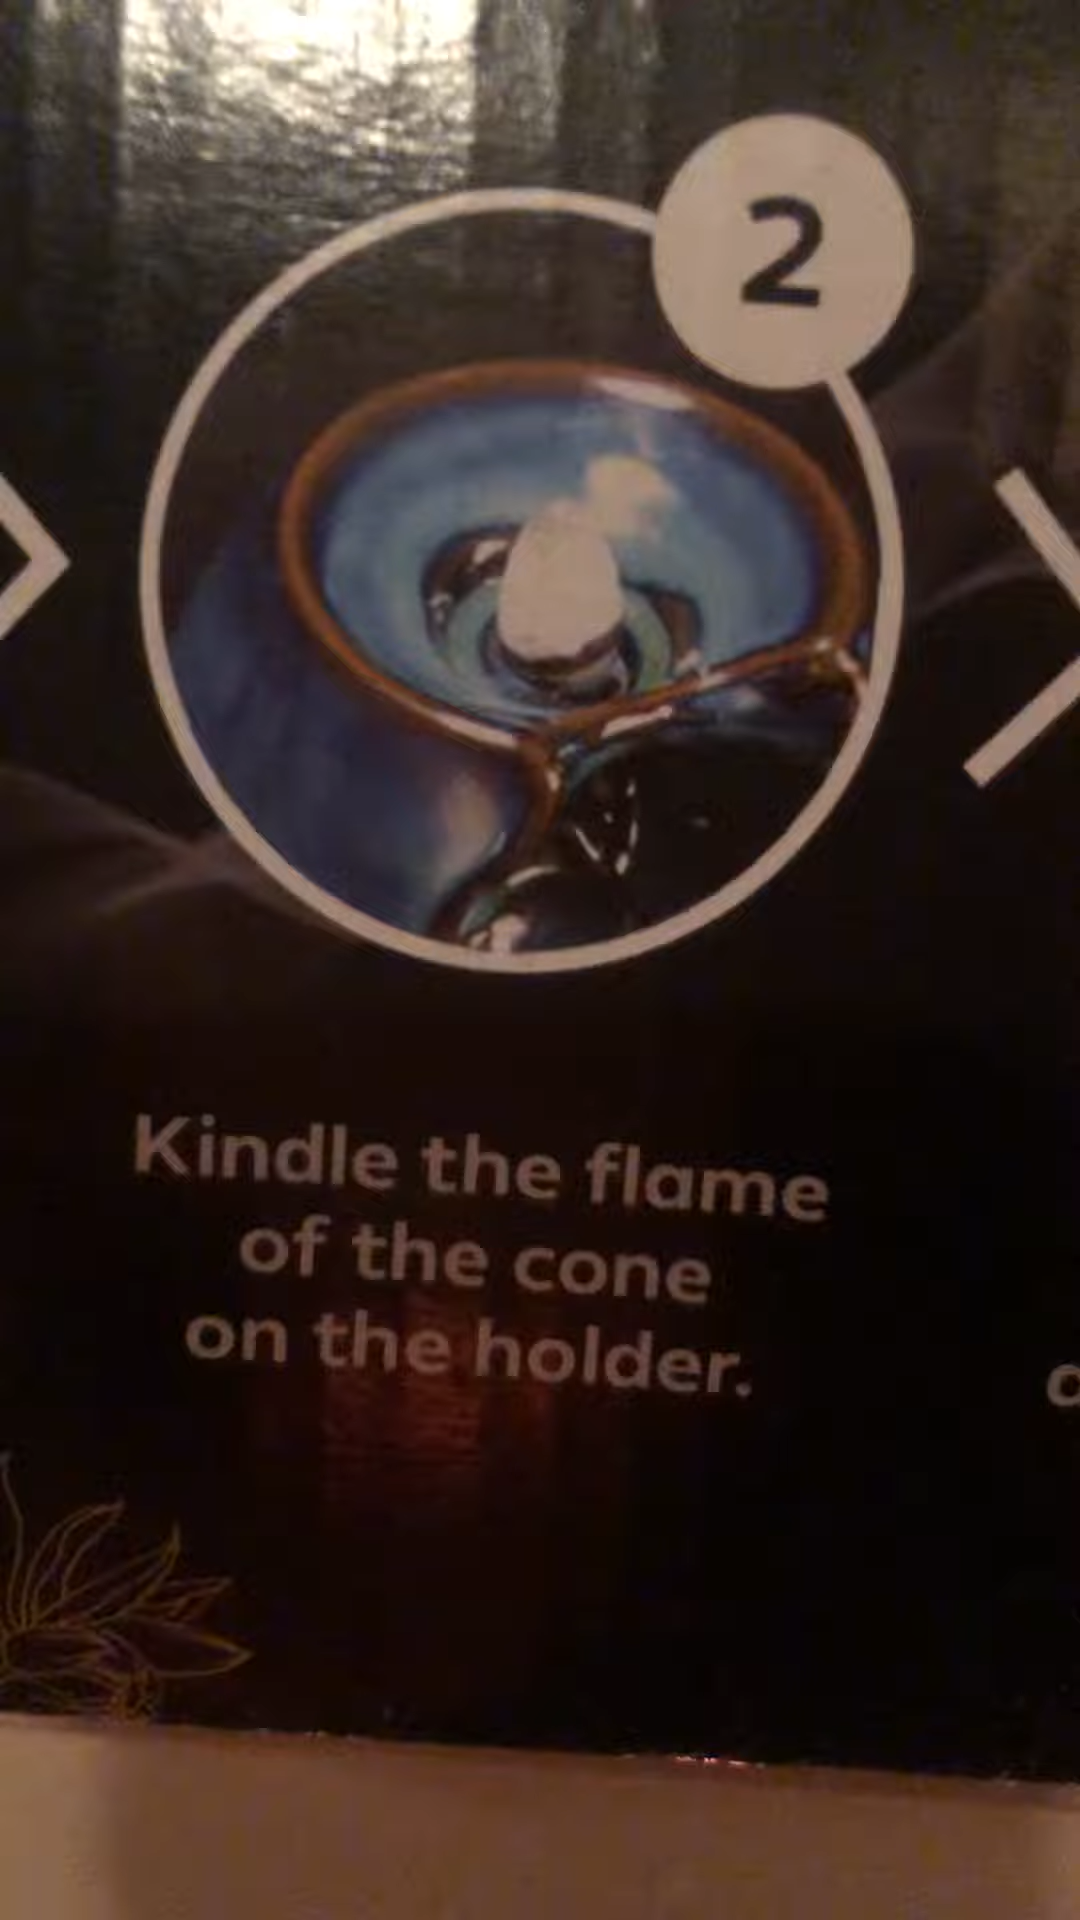 2
Kindle the flame
of the cone
on the holder.